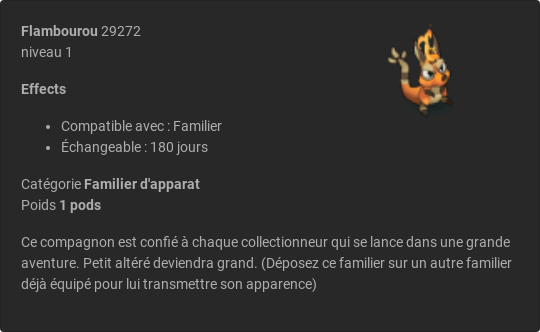 Flambourou 29272
niveau 1
Effects
Compatible avec : Familier
Échangeable : 180 jours
Catégorie Familier d'apparat
Poids 1 pods
Ce compagnon est confié à chaque collectionneur qui se lance dans une grande
aventure. Petit altéré deviendra grand. (Déposez ce familier sur un autre familier
déjà équipé pour lui transmettre son apparence)